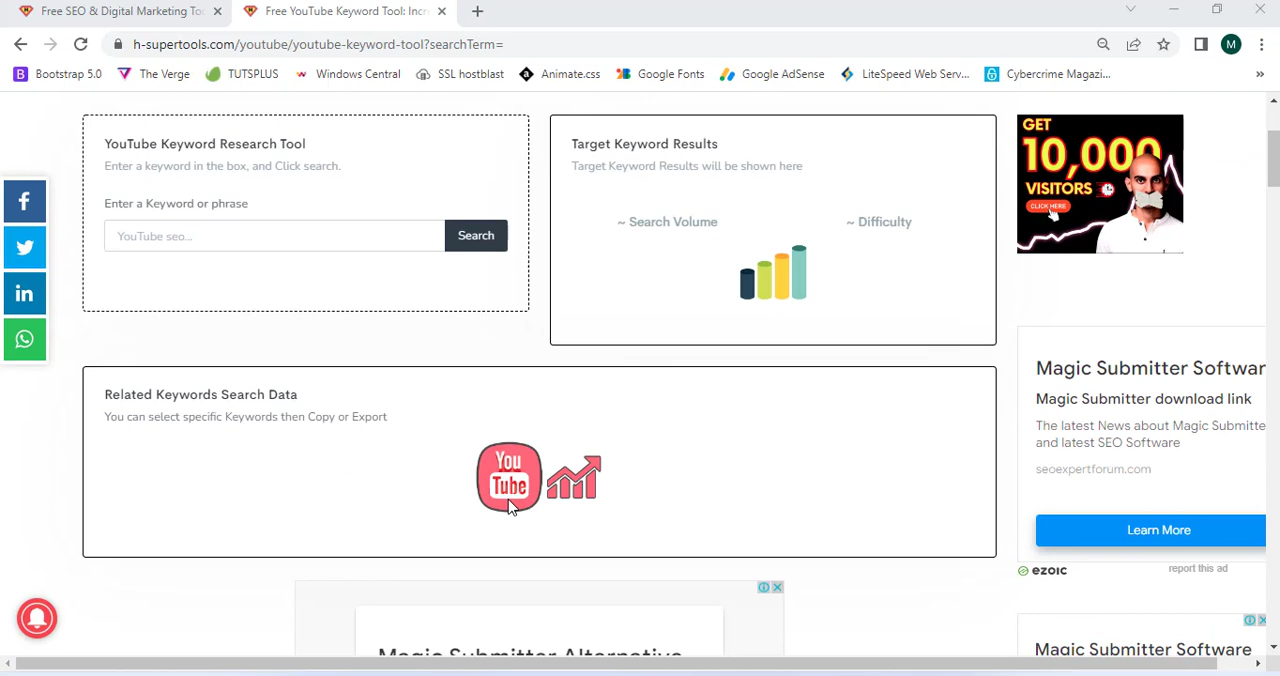 Free SEO & Digital Marketing To
Free YouTube Keyword Tool: Incr
h-supertools.com/youtube/youtube-keyword-tool?searchTerm=
M
B Bootstrap 5.0
The Verge
TUTSPLUS
Windows Central
SSL hostblast
a Animate.css
Google Fonts
Google AdSense
LiteSpeed Web Serv...
Cybercrime Magazi...
YouTube Keyword Research Tool
Enter a keyword in the box, and Click search.
Enter a Keyword or phrase
YouTube seo...
Search
Target Keyword Results
Target Keyword Results will be shown here
~ Search Volume
~ Difficulty
GET
10,000
VISITORS
CLICK HERE
Related Keywords Search Data
You can select specific Keywords then Copy or Export
You
Tube
Magic Submitter Softwar
Magic Submitter download link
The latest News about Magic Submitte
and latest SEO Software
seoexpertforum.com
Learn More
ezoic
report this ad
Magic Submitter Alternative
Magic Submitter Software